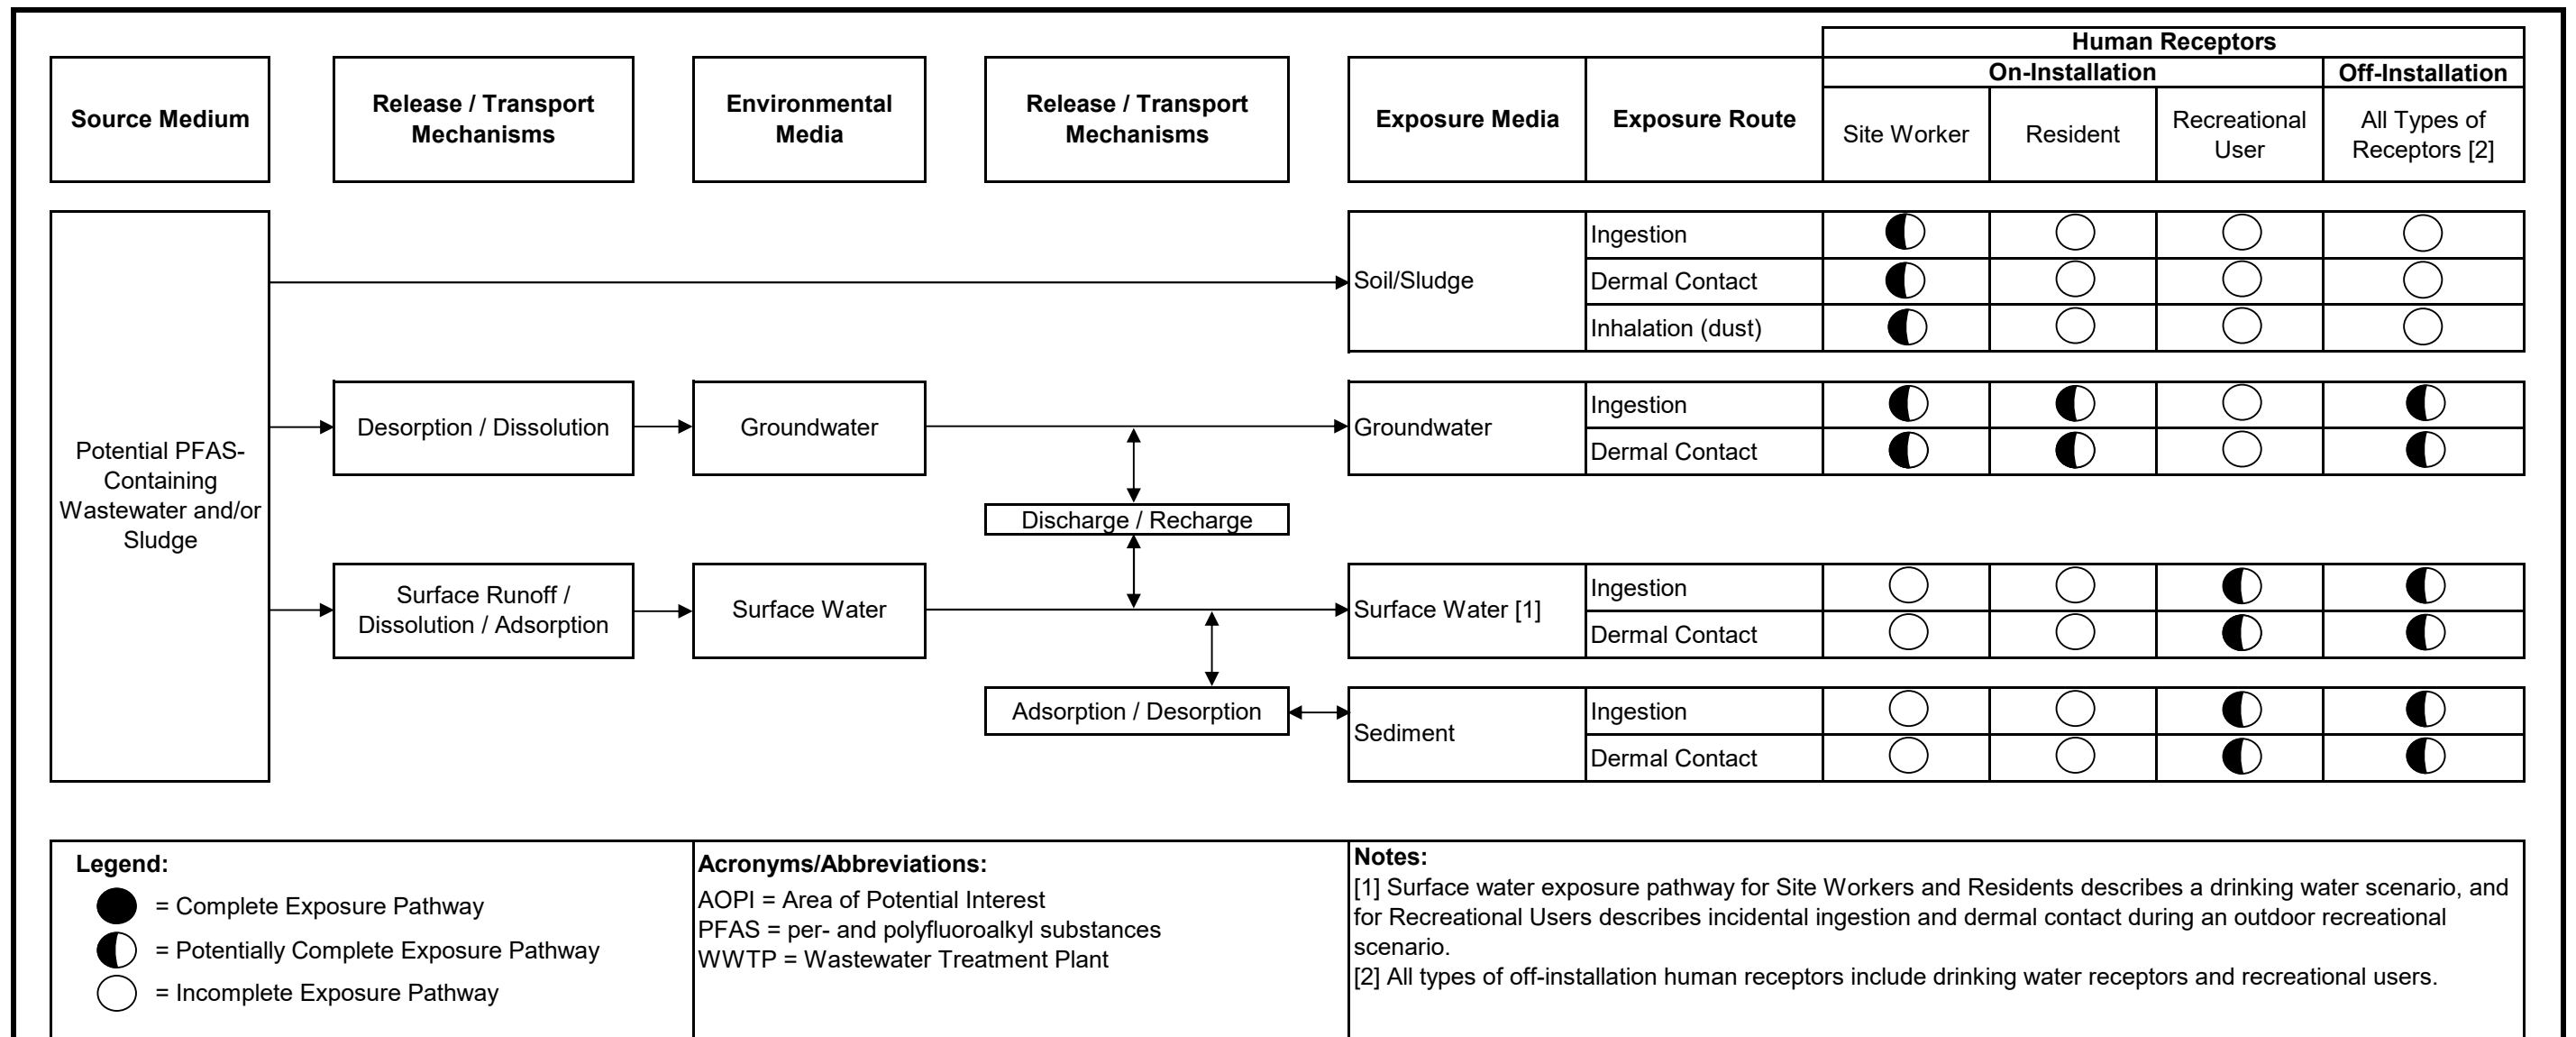 Human Receptors
On-Installation
Off-Installation
Source Medium
Release / Transport
Mechanisms
Environmental
Media
Release / Transport
Mechanisms
Exposure Media
Exposure Route
Site Worker
Resident
Recreational
User
All Types of
Receptors [2]
Potential PFAS-
Containing
Wastewater and/or
Sludge
Soil/Sludge
Ingestion
Dermal Contact
Inhalation (dust)
Desorption / Dissolution
Groundwater
Groundwater
Ingestion
Dermal Contact
Discharge / Recharge
Surface Runoff /
Dissolution / Adsorption
Surface Water
Surface Water [1]
Ingestion
Dermal Contact
Adsorption / Desorption
Sediment
Ingestion
Dermal Contact
Legend:
= Complete Exposure Pathway
= Potentially Complete Exposure Pathway
= Incomplete Exposure Pathway
Acronyms/Abbreviations:
AOPI = Area of Potential Interest
PFAS = per- and polyfluoroalkyl substances
WWTP = Wastewater Treatment Plant
Notes:
[1] Surface water exposure pathway for Site Workers and Residents describes a drinking water scenario, and
for Recreational Users describes incidental ingestion and dermal contact during an outdoor recreational
scenario.
[2] All types of off-installation human receptors include drinking water receptors and recreational users.